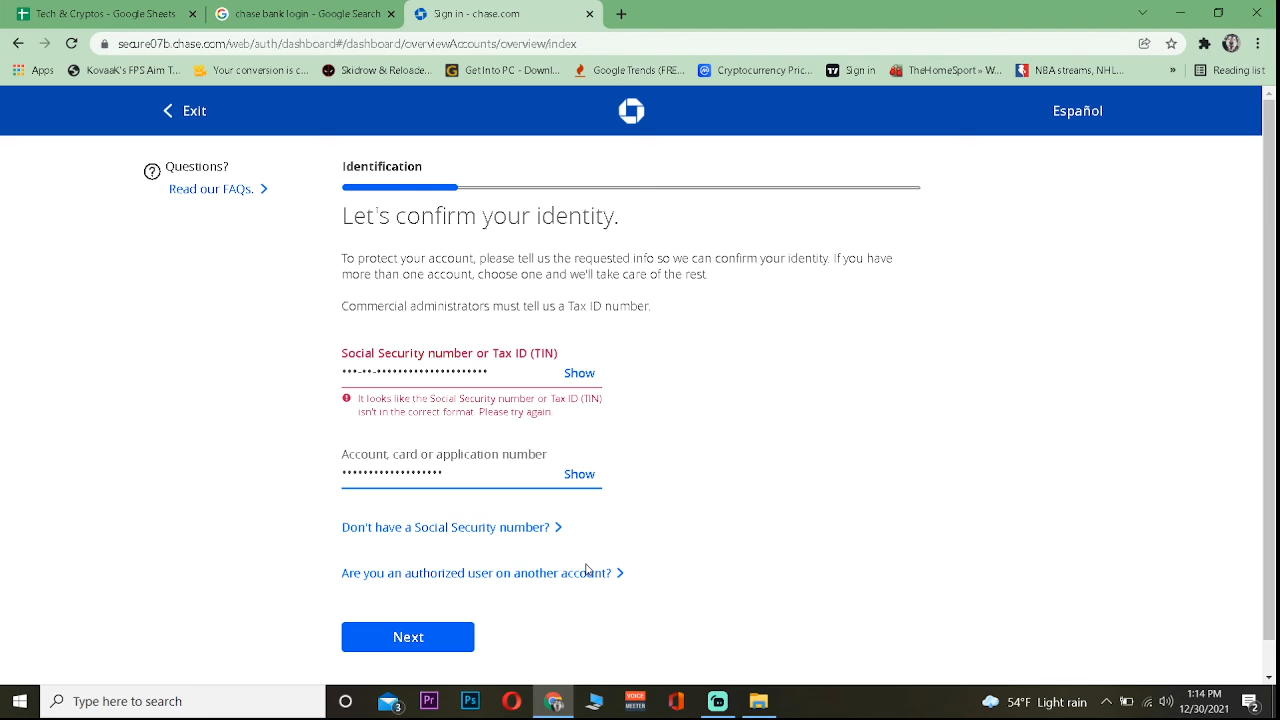 Tech & Cryptos - Google Sheets
chase bank login - Google Search
Sign in - chase.com
secure07b.chase.com/web/auth/dashboard#/dashboard/overviewAccounts/overview/index
Apps
KovaaK's FPS Aim T...
Your conversion is c...
Skidrow & Reloade...
Get Into PC - Downl...
Google Trends (FRE...
Cryptocurrency Pric...
Sign in
TheHomeSport » W...
NBA streams, NHL...
»
Reading list
Exit
Español
Questions?
Read our FAQs.
Identification
Let's confirm your identity.
To protect your account, please tell us the requested info so we can confirm your identity. If you have
more than one account, choose one and we'll take care of the rest.
Commercial administrators must tell us a Tax ID number.
Social Security number or Tax ID (TIN)
•••-••-•••••••••••••••••••••
Show
It looks like the Social Security number or Tax ID (TIN)
isn't in the correct format. Please try again.
Account, card or application number
•••••••••••••••••••
Show
Don't have a Social Security number?
Are you an authorized user on another account?
Next
Type here to search
3
Pr
Ps
VOICE
MEETER
54°F Light rain
1:14 PM
12/30/2021
2